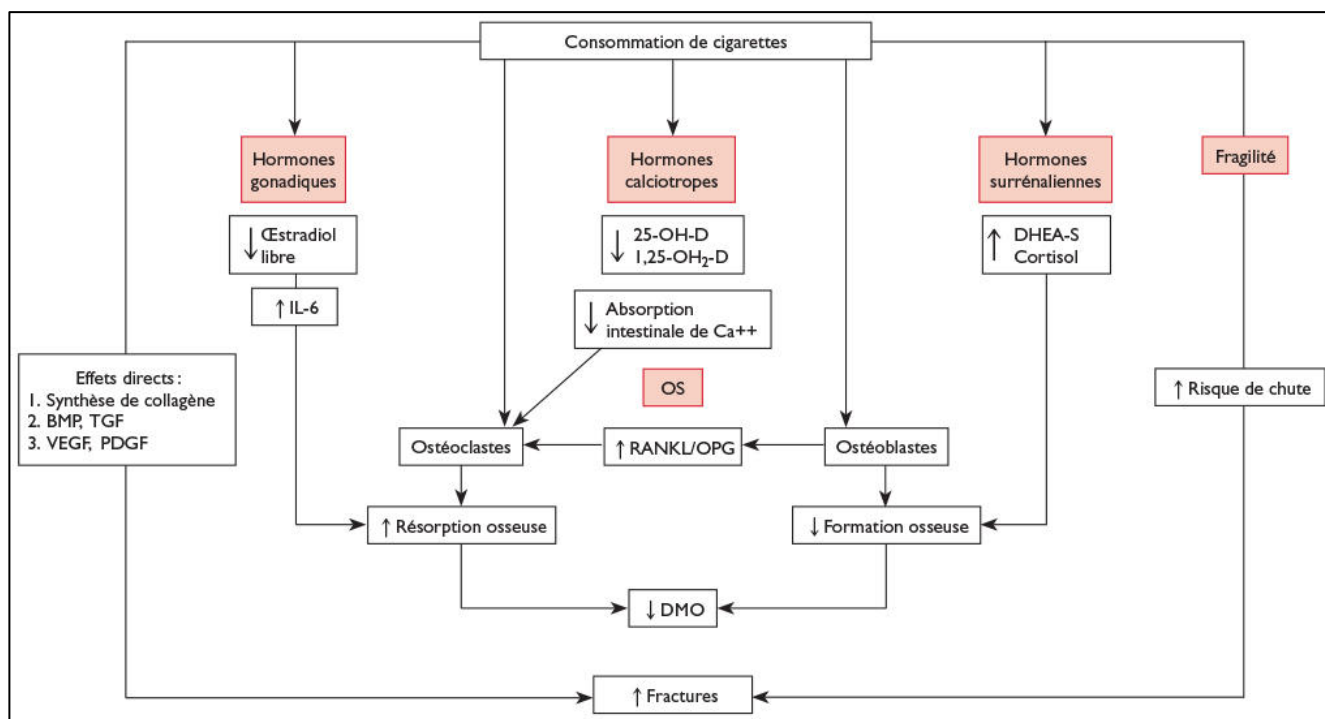 Consommation de cigarettes
Hormones
gonadiques
Hormones
calciotropes
Hormones
surrénaliennes
Fragilité
↓ Œstradiol
libre
↓ 25-OH-D
1,25-OH₂-D
↑ DHEA-S
Cortisol
↑ IL-6
↓ Absorption
intestinale de Ca++
Effets directs :
1. Synthèse de collagène
2. BMP, TGF
3. VEGF, PDGF
OS
↑ Risque de chute
Ostéoclastes
↑ RANKL/OPG
Ostéoblastes
↑ Résorption osseuse
↓ Formation osseuse
↓ DMO
↑ Fractures